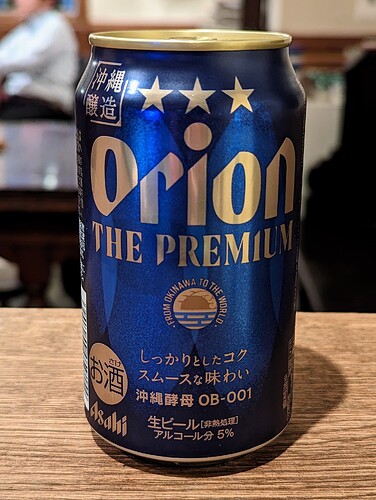 沖縄
醸造
Orion
THE PREMIUM
FROM OKINAWA TO THE WORLD
しっかりとしたコク
スムースな味わい
沖縄酵母 OB-001
お酒
Asahi
生ビール[非熱処理]
アルコール分 5%